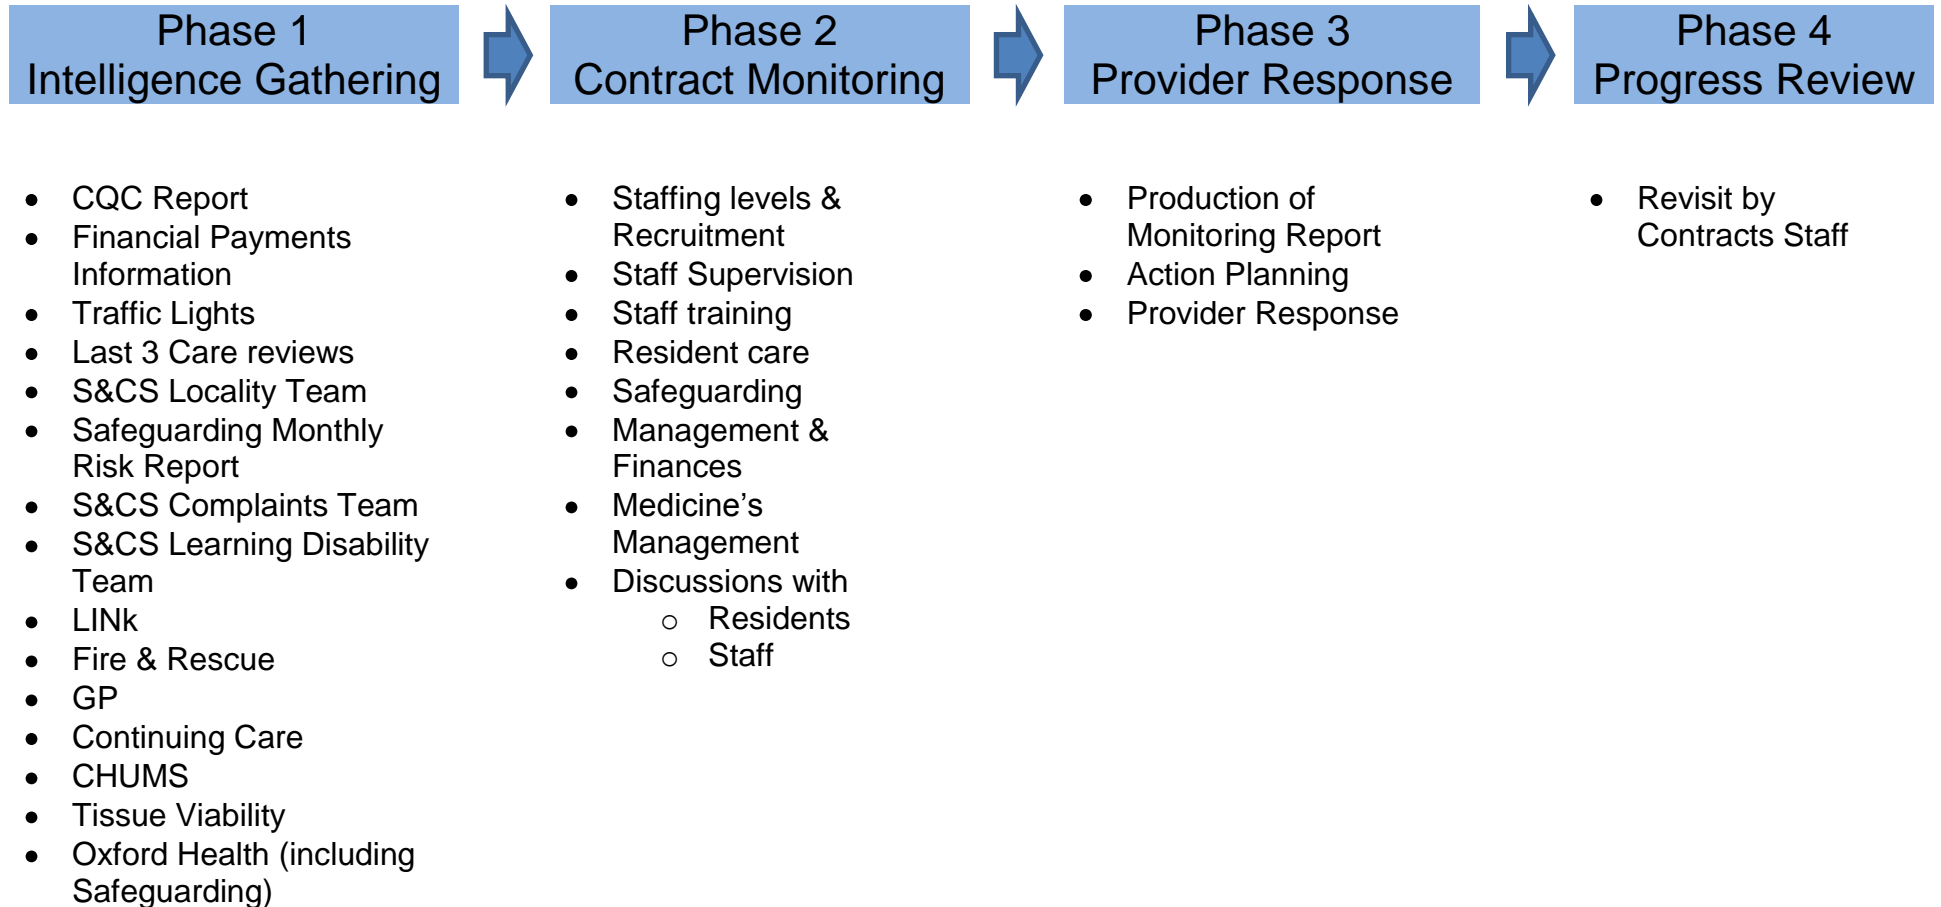 Phase 1
Intelligence Gathering
Phase 2
Contract Monitoring
Phase 3
Provider Response
Phase 4
Progress Review
• CQC Report
• Financial Payments
Information
• Traffic Lights
• Last 3 Care reviews
• S&CS Locality Team
• Safeguarding Monthly
Risk Report
• S&CS Complaints Team
• S&CS Learning Disability
Team
• LINk
• Fire & Rescue
• GP
• Continuing Care
• CHUMS
• Tissue Viability
• Oxford Health (including
Safeguarding)
• Staffing levels &
Recruitment
• Staff Supervision
• Staff training
• Resident care
• Safeguarding
• Management &
Finances
• Medicine’s
Management
• Discussions with
o Residents
o Staff
• Production of
Monitoring Report
• Action Planning
• Provider Response
• Revisit by
Contracts Staff